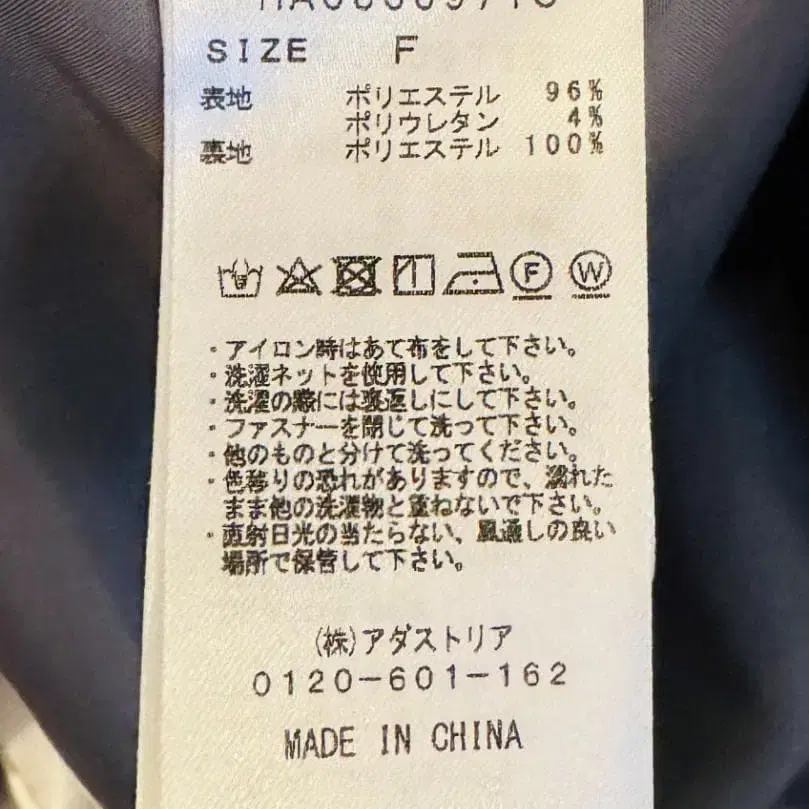 SIZE F
表地 ポリエステル 96%
ポリウレタン 4%
裏地 ポリエステル 100%
F W
・アイロン時はあて布をして下さい。
・洗濯ネットを使用して下さい。
・洗濯の際には裏返しにして下さい。
・ファスナーを閉じて洗って下さい。
・他のものと分けて洗ってください。
・色移りの恐れがありますので、濡れた
まま他の洗濯物と重ねないで下さい。
・直射日光の当たらない、風通しの良い
場所で保管して下さい。
(株)アダストリア
0120-601-162
MADE IN CHINA